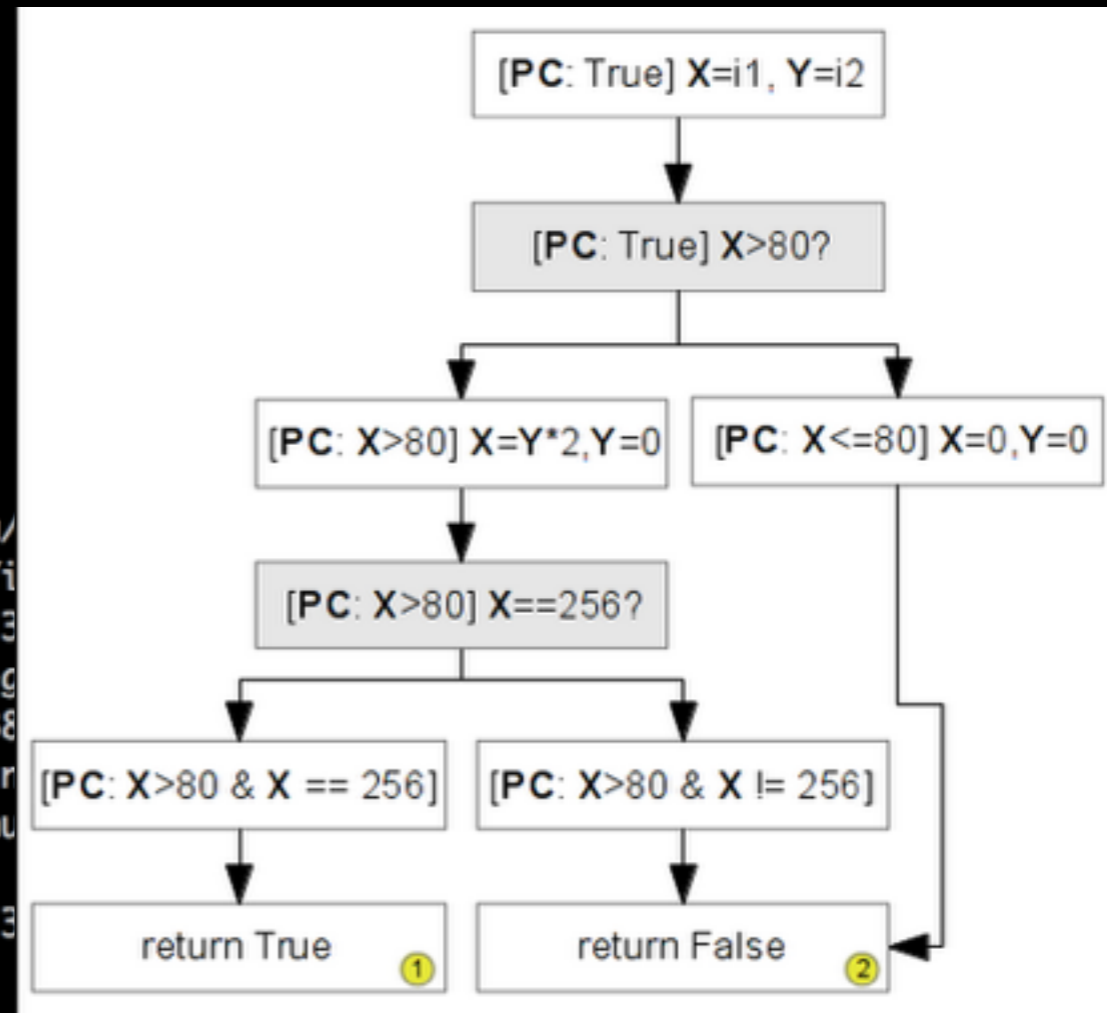 [PC: True] X=i1, Y=i2
[PC: True] X>80?
[PC: X>80] X=Y*2,Y=0
[PC: X<=80] X=0,Y=0
[PC: X>80] X==256?
[PC: X>80 & X == 256]
[PC: X>80 & X != 256]
return True
1
return False
2